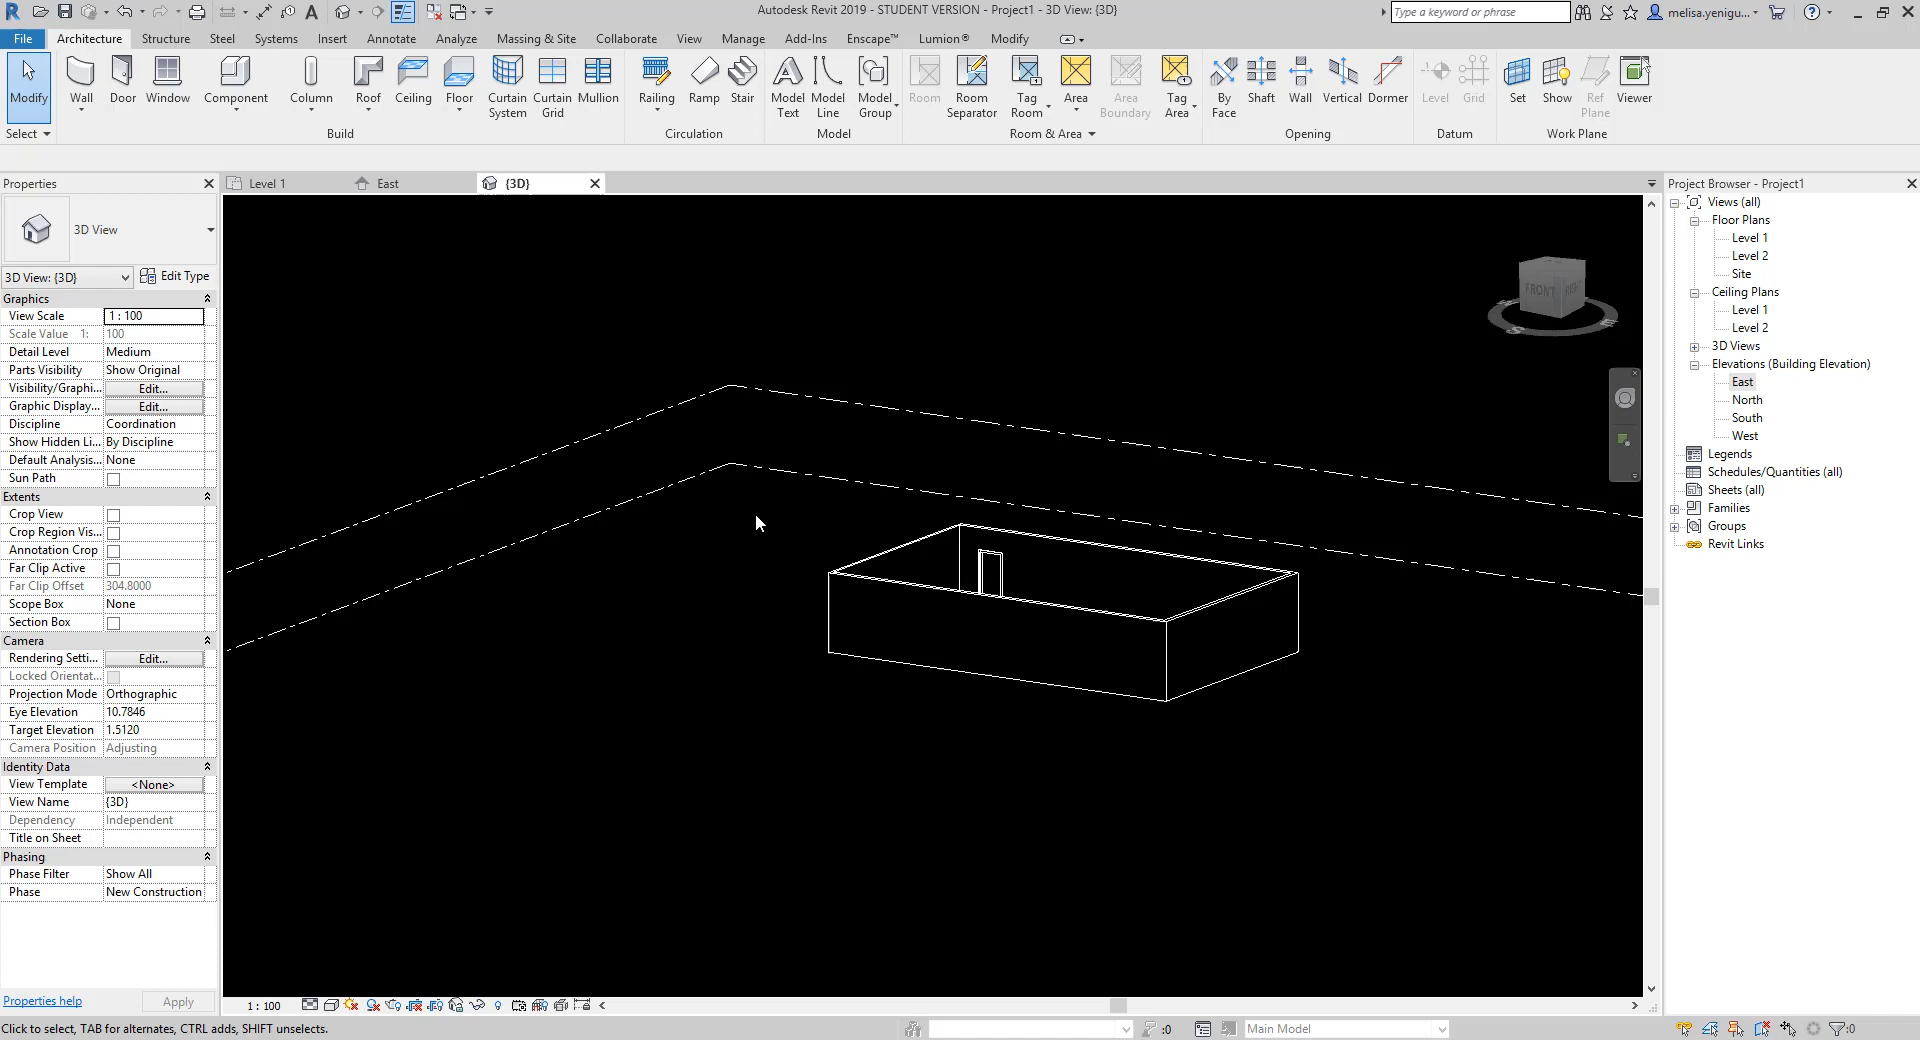 Autodesk Revit 2019 - STUDENT VERSION - Project1 - 3D View: {3D}
Type a keyword or phrase
melisa.yenigu...
File Architecture Structure Steel Systems Insert Annotate Analyze Massing & Site Collaborate View Manage Add-Ins Enscape™ Lumion® Modify
Modify Wall Door Window Component Column Roof Ceiling Floor Curtain System Curtain Grid Mullion Railing Ramp Stair Model Text Model Line Model Group Room Room Separator Tag Room Area Area Boundary Tag Area By Face Shaft Wall Vertical Dormer Level Grid Set Show Ref Plane Viewer
Select Build Circulation Model Room & Area Opening Datum Work Plane
Properties
Level 1 East {3D}
Project Browser - Project1
3D View
3D View: {3D} Edit Type
Graphics
View Scale 1 : 100
Scale Value 1: 100
Detail Level Medium
Parts Visibility Show Original
Visibility/Graphi... Edit...
Graphic Display... Edit...
Discipline Coordination
Show Hidden Li... By Discipline
Default Analysis... None
Sun Path
Extents
Crop View
Crop Region Vis...
Annotation Crop
Far Clip Active
Far Clip Offset 304.8000
Scope Box None
Section Box
Camera
Rendering Setti... Edit...
Locked Orientat...
Projection Mode Orthographic
Eye Elevation 10.7846
Target Elevation 1.5120
Camera Position Adjusting
Identity Data
View Template <None>
View Name {3D}
Dependency Independent
Title on Sheet
Phasing
Phase Filter Show All
Phase New Construction
Properties help Apply
FRONT
S
Views (all)
Floor Plans
Level 1
Level 2
Site
Ceiling Plans
Level 1
Level 2
3D Views
Elevations (Building Elevation)
East
North
South
West
Legends
Schedules/Quantities (all)
Sheets (all)
Families
Groups
Revit Links
1 : 100
Click to select, TAB for alternates, CTRL adds, SHIFT unselects.
:0
Main Model
:0